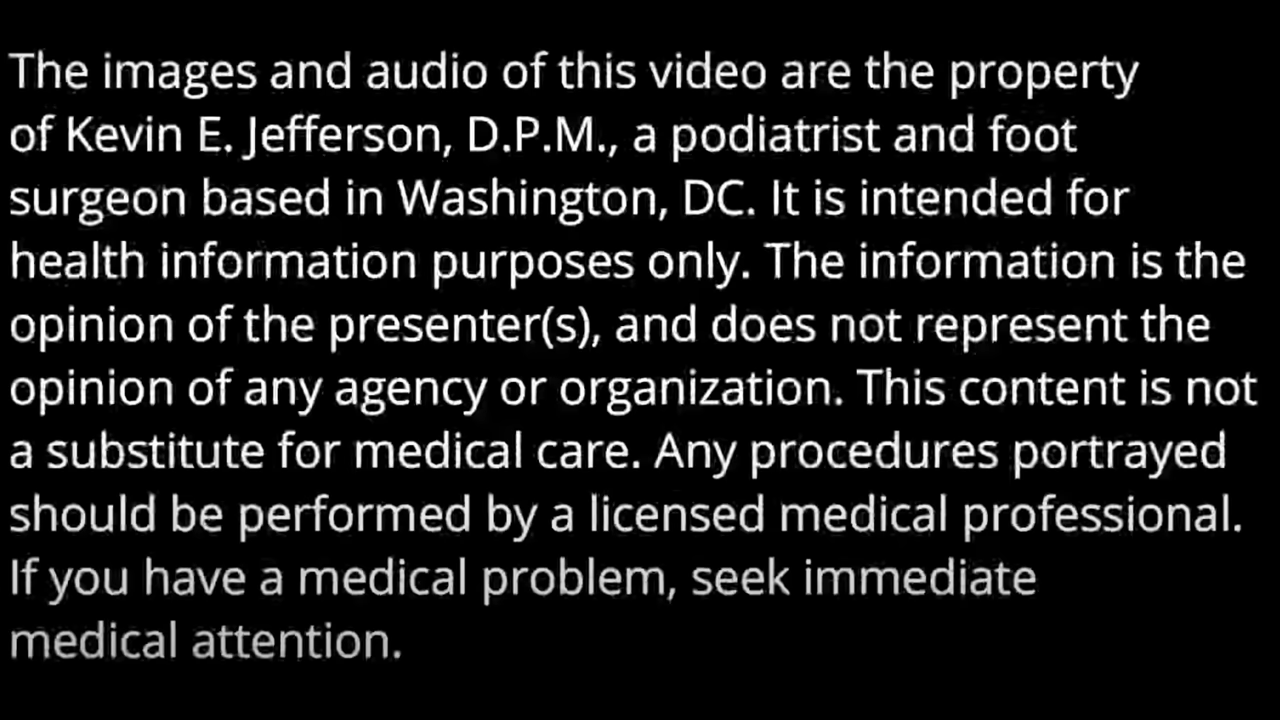 The images and audio of this video are the property
of Kevin E. Jefferson, D.P.M., a podiatrist and foot
surgeon based in Washington, DC. It is intended for
health information purposes only. The information is the
opinion of the presenter(s), and does not represent the
opinion of any agency or organization. This content is not
a substitute for medical care. Any procedures portrayed
should be performed by a licensed medical professional.
If you have a medical problem, seek immediate
medical attention.